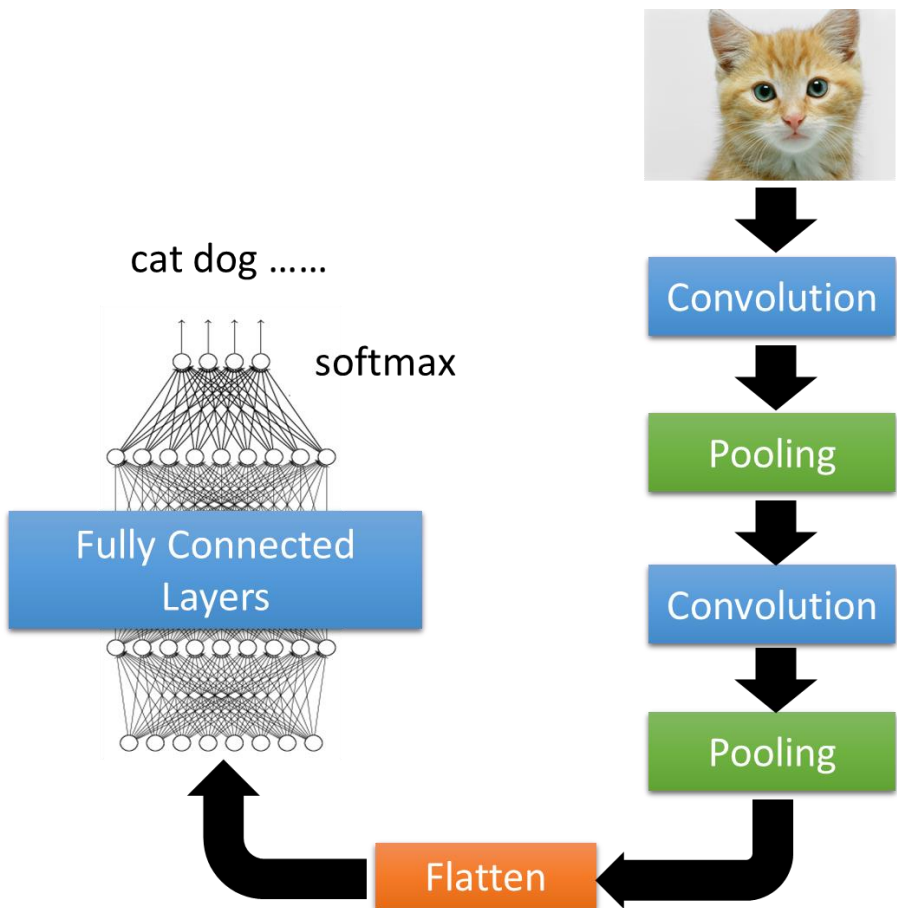 Convolution
Pooling
Convolution
Pooling
Flatten
Fully Connected
Layers
softmax
cat dog ......